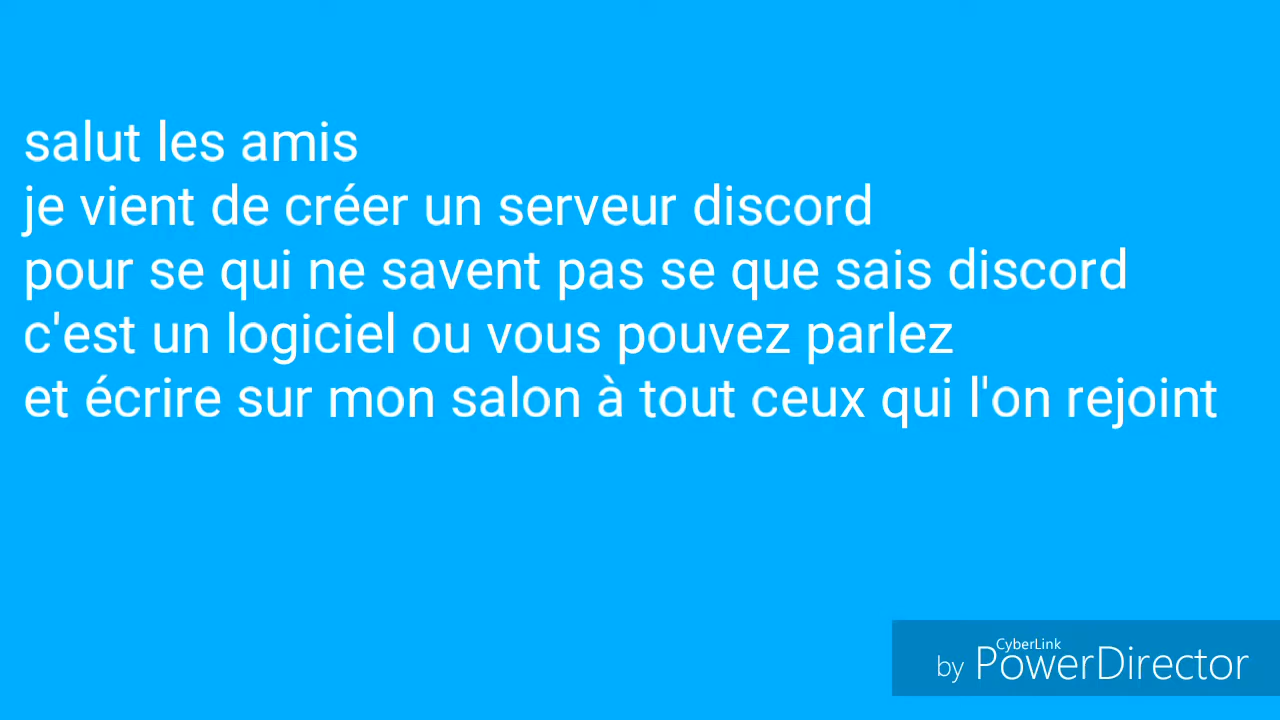 salut les amis
je vient de créer un serveur discord
pour se qui ne savent pas se que sais discord
c'est un logiciel ou vous pouvez parlez
et écrire sur mon salon à tout ceux qui l'on rejoint
CyberLink
by PowerDirector